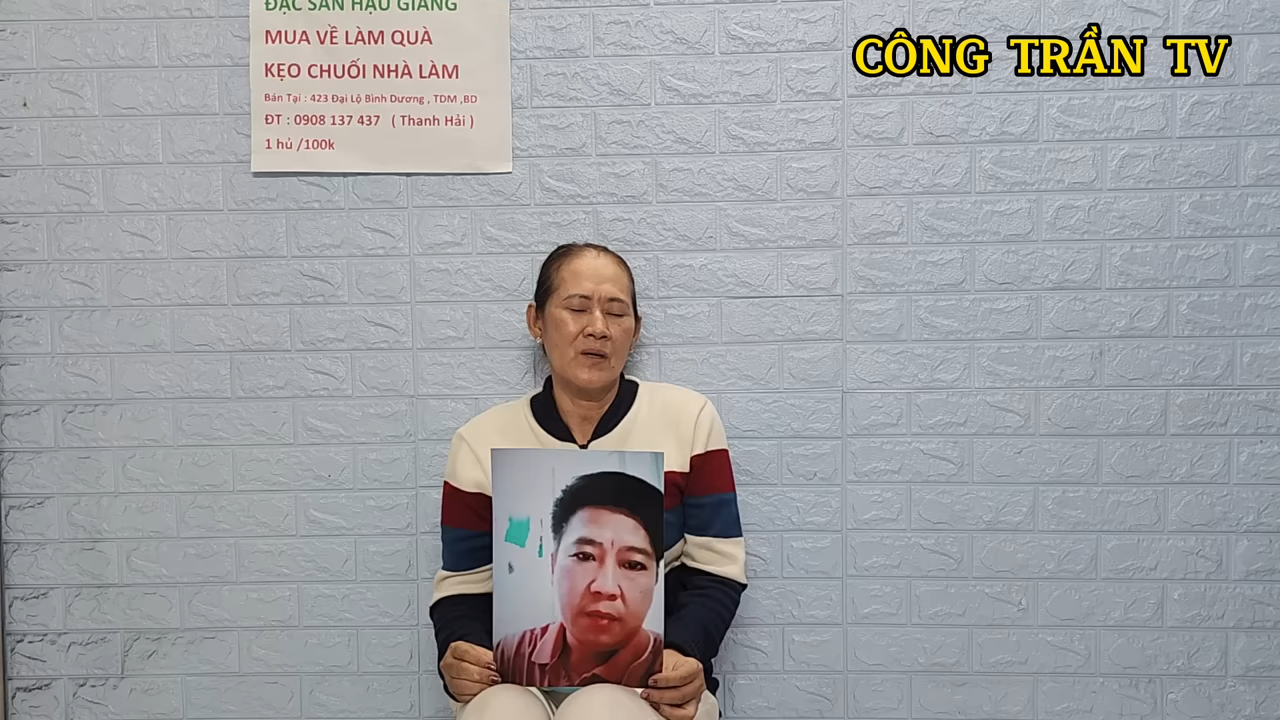 ĐẶC SẢN HẬU GIANG
MUA VỀ LÀM QUÀ
KẸO CHUỐI NHÀ LÀM
Bán Tại : 423 Đại Lộ Bình Dương , TDM ,BD
ĐT : 0908 137 437 ( Thanh Hải )
1 hủ /100k
CÔNG TRẦN TV